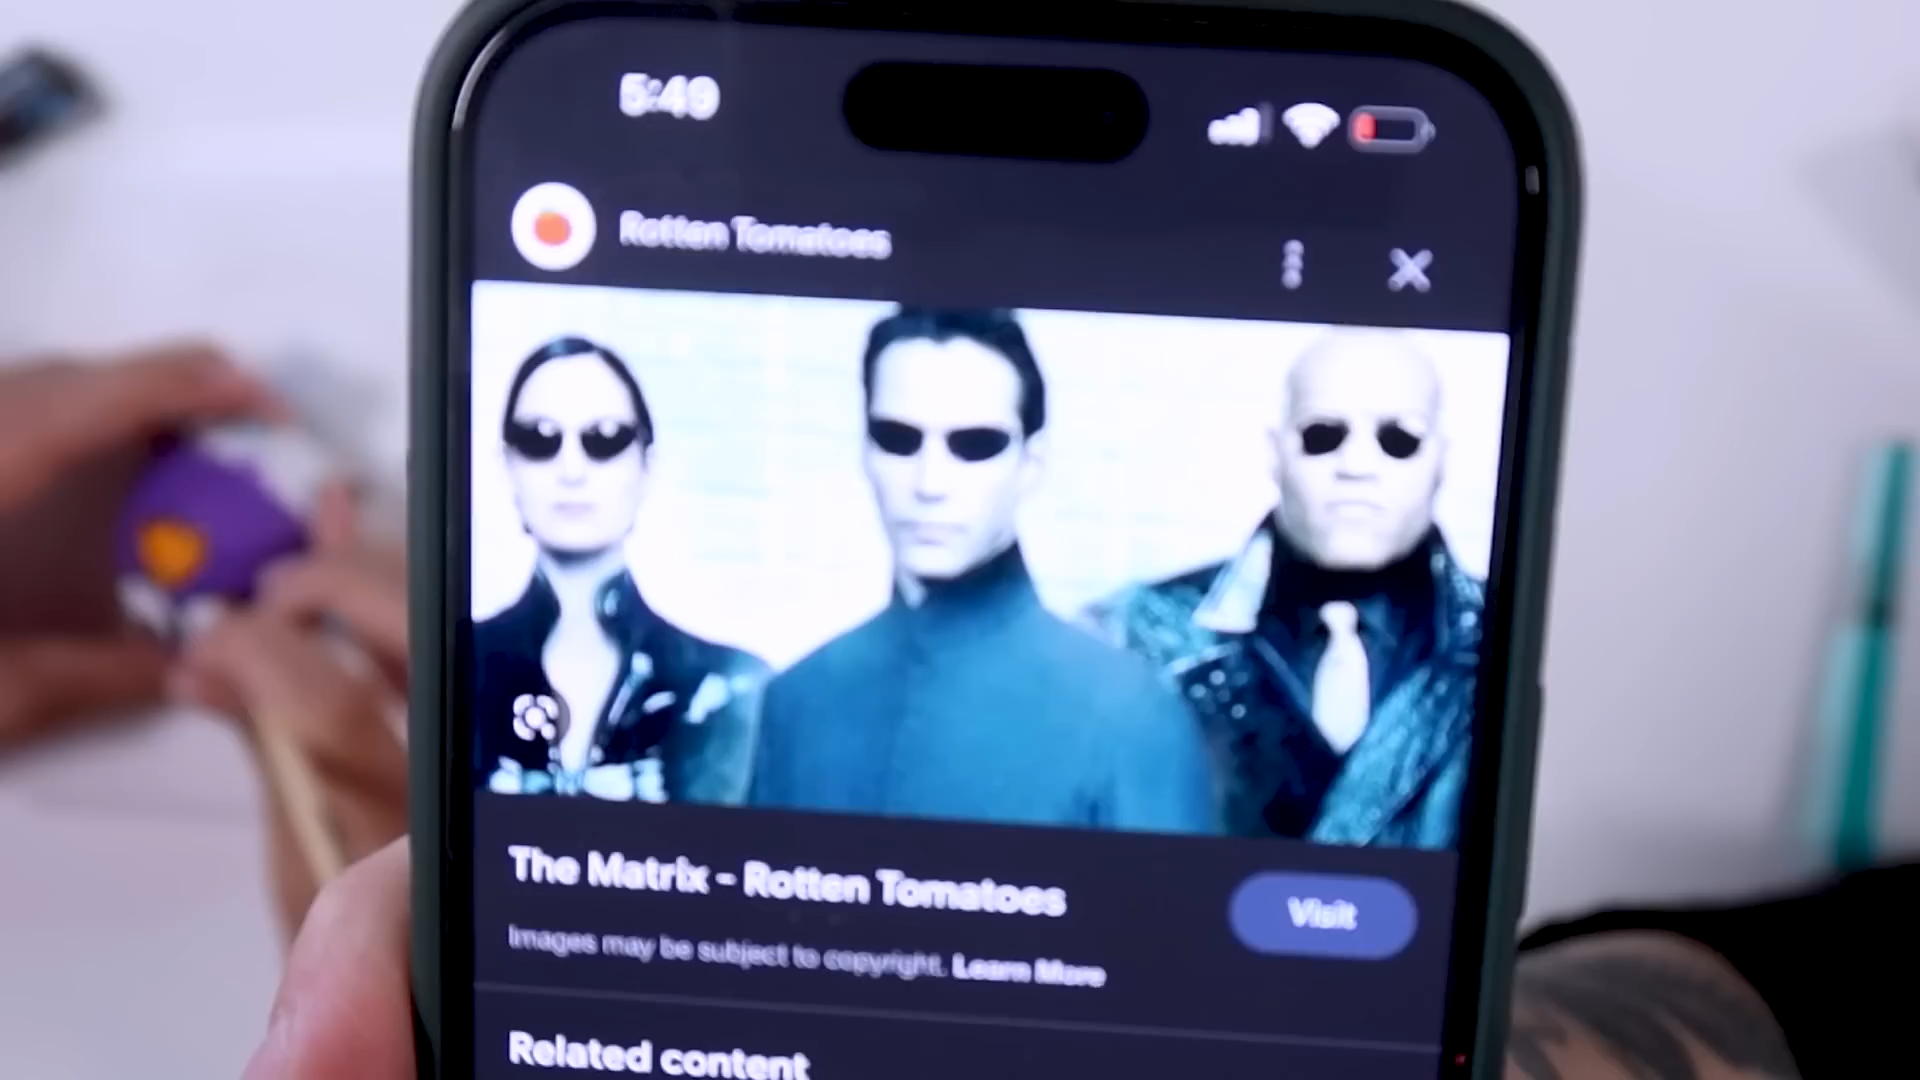 5:49
Rotten Tomatoes
The Matrix - Rotten Tomatoes
Visit
Images may be subject to copyright. Learn More
Related content